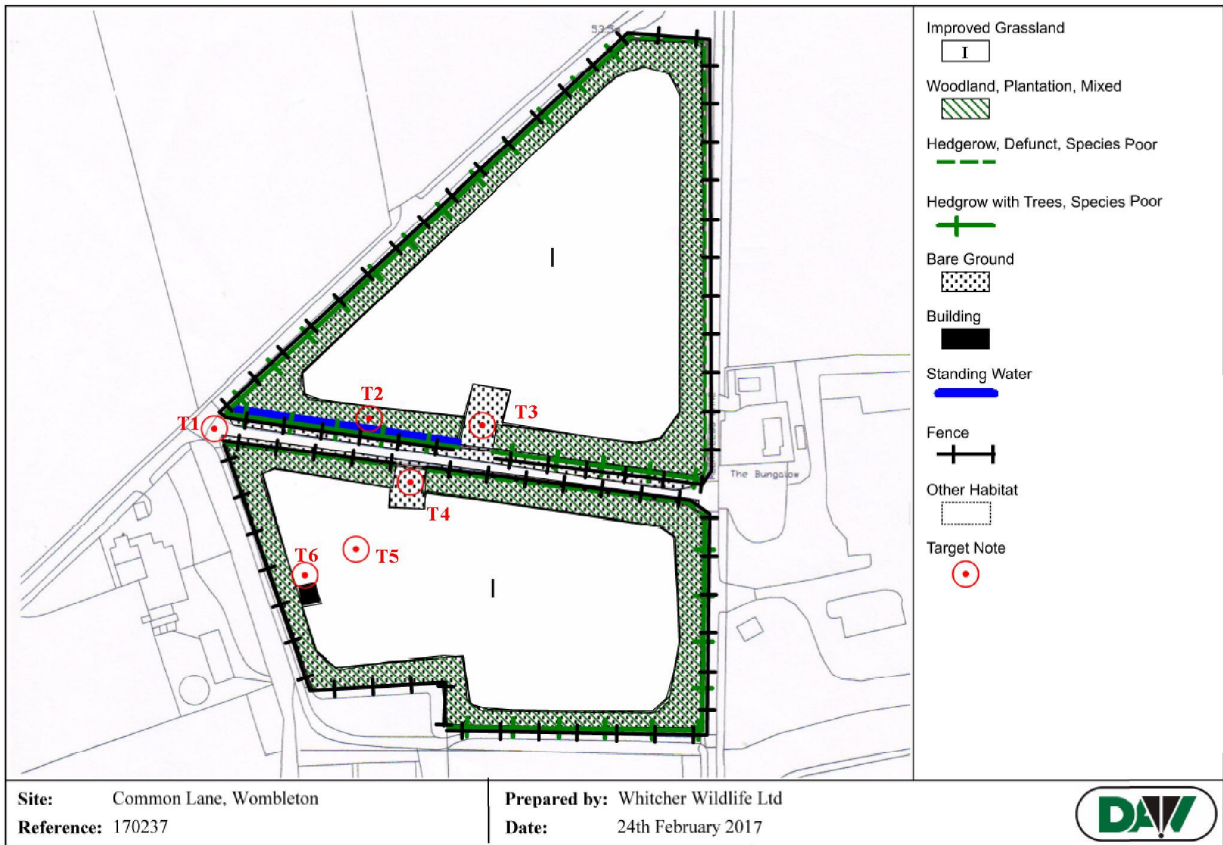 53.5
T1
T2
T3
T4
T5
T6
I
I
The Bungalow
Improved Grassland
I
Woodland, Plantation, Mixed
Hedgerow, Defunct, Species Poor
Hedgrow with Trees, Species Poor
Bare Ground
Building
Standing Water
Fence
Other Habitat
Target Note
Site: Common Lane, Wombleton
Reference: 170237
Prepared by: Whitcher Wildlife Ltd
Date: 24th February 2017